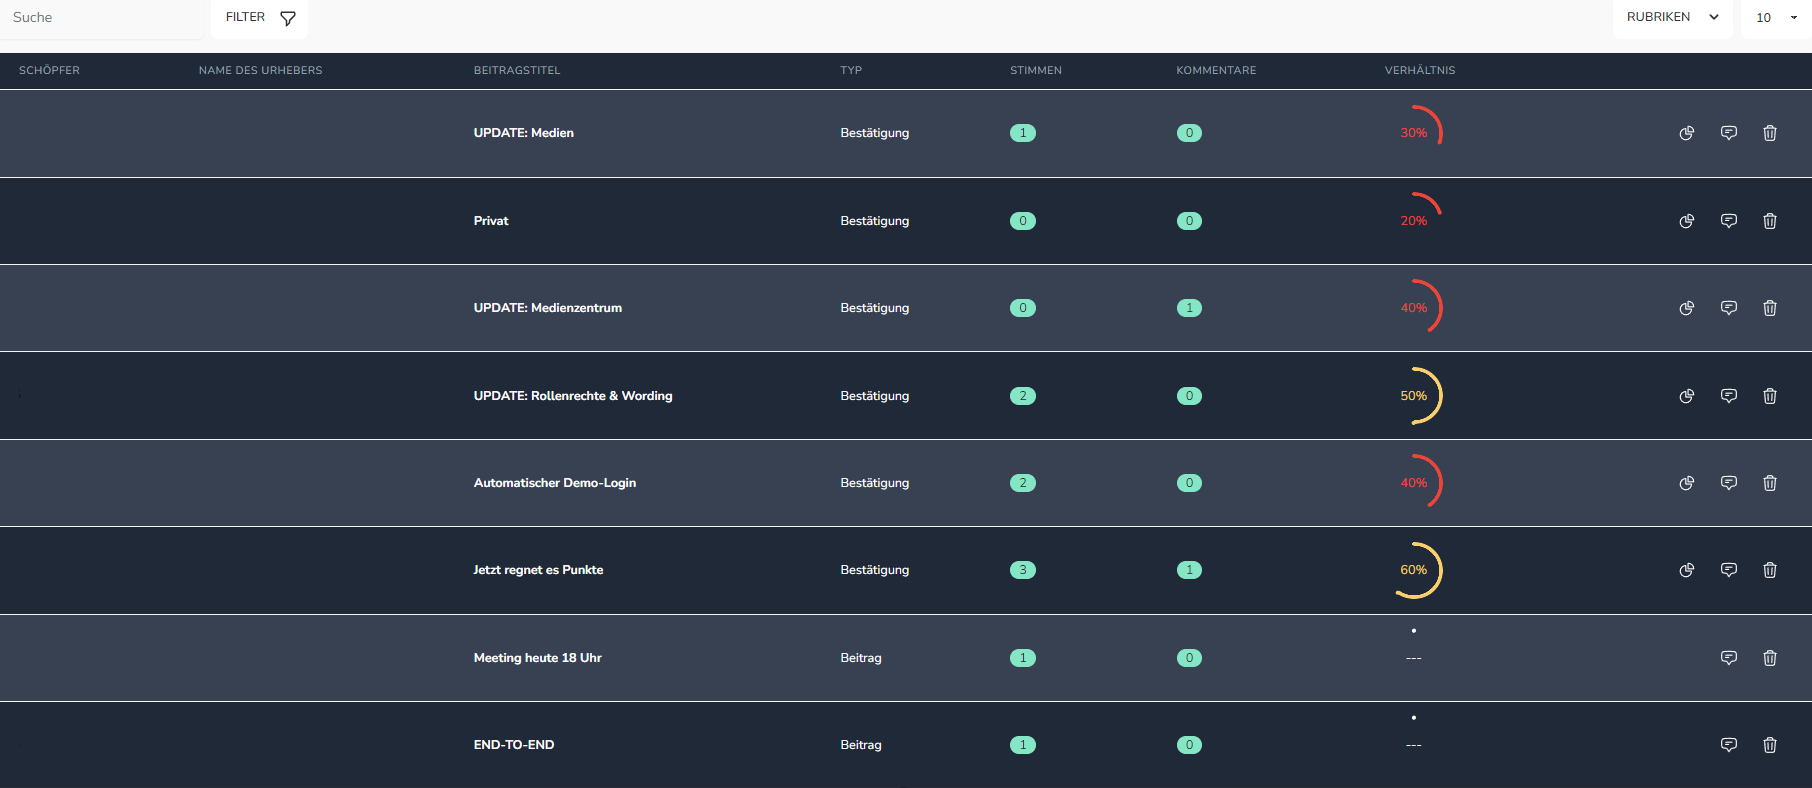 Suche FILTER RUBRIKEN 10
SCHÖPFER NAME DES URHEBERS BEITRAGSTITEL TYP STIMMEN KOMMENTARE VERHÄLTNIS
UPDATE: Medien Bestätigung 1 0 30%
Privat Bestätigung 0 0 20%
UPDATE: Medienzentrum Bestätigung 0 1 40%
UPDATE: Rollenrechte & Wording Bestätigung 2 0 50%
Automatischer Demo-Login Bestätigung 2 0 40%
Jetzt regnet es Punkte Bestätigung 3 1 60%
Meeting heute 18 Uhr Beitrag 1 0 ---
END-TO-END Beitrag 1 0 ---